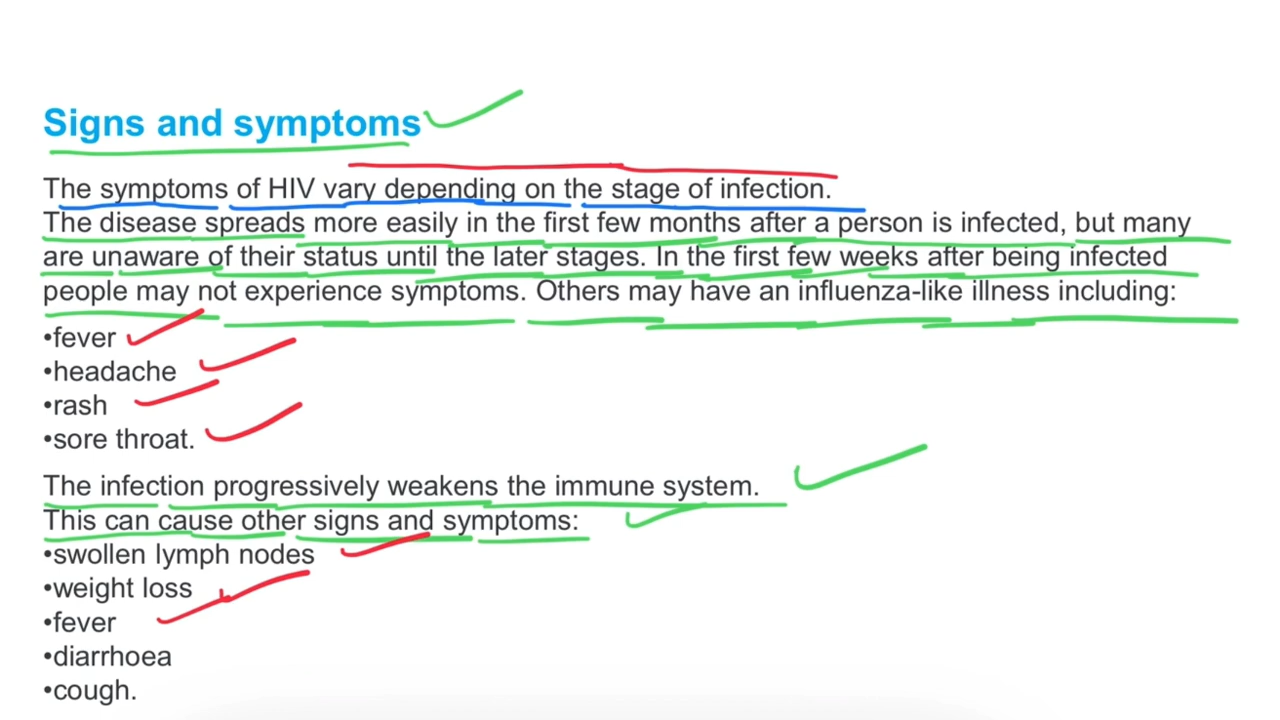 Signs and symptoms
The symptoms of HIV vary depending on the stage of infection.
The disease spreads more easily in the first few months after a person is infected, but many
are unaware of their status until the later stages. In the first few weeks after being infected
people may not experience symptoms. Others may have an influenza-like illness including:
•fever
•headache
•rash
•sore throat.
The infection progressively weakens the immune system.
This can cause other signs and symptoms:
•swollen lymph nodes
•weight loss
•fever
•diarrhoea
•cough.